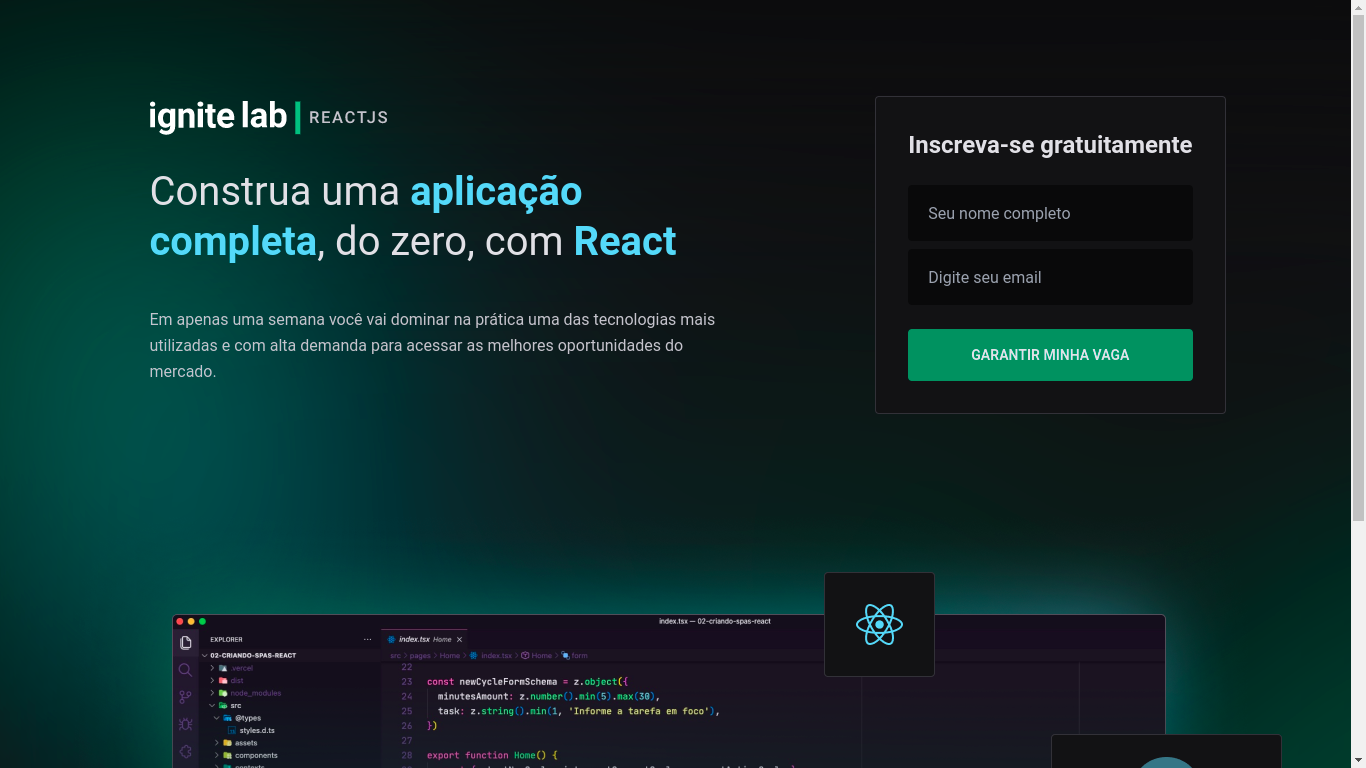 ignite lab | REACTJS
Construa uma aplicação
completa, do zero, com React
Em apenas uma semana você vai dominar na prática uma das tecnologias mais
utilizadas e com alta demanda para acessar as melhores oportunidades do
mercado.
Inscreva-se gratuitamente
Seu nome completo
Digite seu email
GARANTIR MINHA VAGA
index.tsx — 02-criando-spas-react
EXPLORER
02-CRIANDO-SPAS-REACT
.vercel
dist
node_modules
src
@types
styles.d.ts
assets
components
index.tsx Home
src > pages > Home > index.tsx > Home > form
22
23 const newCycleFormSchema = z.object({
24 minutesAmount: z.number().min(5).max(30),
25 task: z.string().min(1, 'Informe a tarefa em foco'),
26 })
27
28 export function Home() {